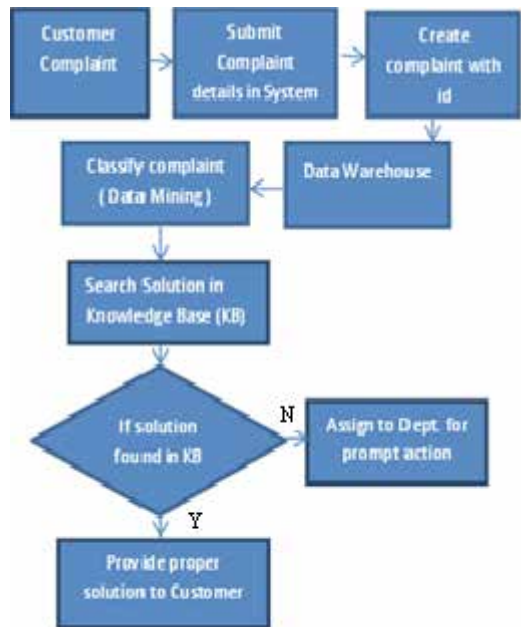 Customer
Complaint
Submit
Complaint
details in System
Create
complaint with
id
Data Warehouse
Classify complaint
( Data Mining )
Search Solution in
Knowledge Base (KB)
If solution
found in KB
N
Assign to Dept. for
prompt action
Y
Provide proper
solution to Customer